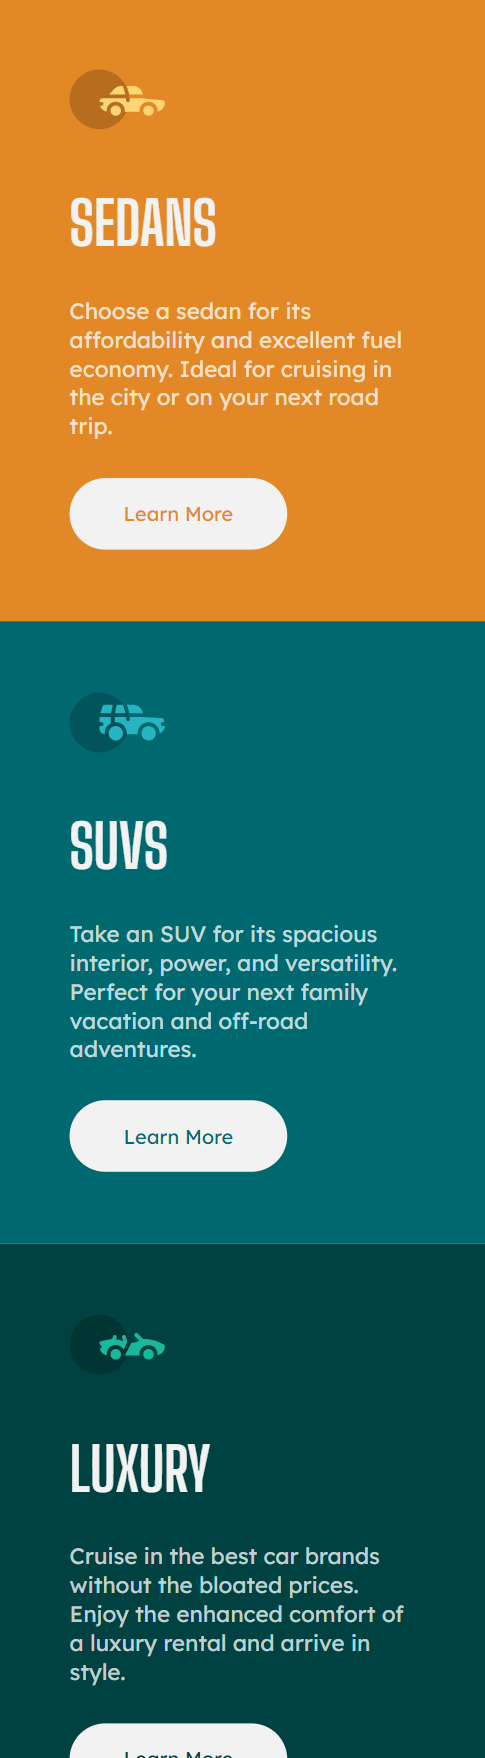 SEDANS
Choose a sedan for its
affordability and excellent fuel
economy. Ideal for cruising in
the city or on your next road
trip.
Learn More
SUVS
Take an SUV for its spacious
interior, power, and versatility.
Perfect for your next family
vacation and off-road
adventures.
Learn More
LUXURY
Cruise in the best car brands
without the bloated prices.
Enjoy the enhanced comfort of
a luxury rental and arrive in
style.
Learn More